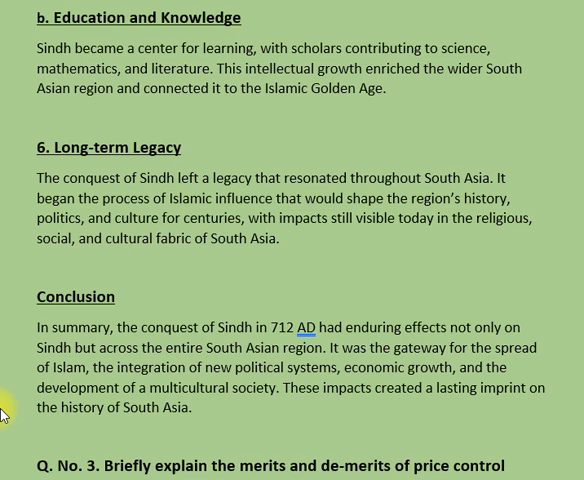 b. Education and Knowledge
Sindh became a center for learning, with scholars contributing to science,
mathematics, and literature. This intellectual growth enriched the wider South
Asian region and connected it to the Islamic Golden Age.
6. Long-term Legacy
The conquest of Sindh left a legacy that resonated throughout South Asia. It
began the process of Islamic influence that would shape the region's history,
politics, and culture for centuries, with impacts still visible today in the religious,
social, and cultural fabric of South Asia.
Conclusion
In summary, the conquest of Sindh in 712 AD had enduring effects not only on
Sindh but across the entire South Asian region. It was the gateway for the spread
of Islam, the integration of new political systems, economic growth, and the
development of a multicultural society. These impacts created a lasting imprint on
the history of South Asia.
Q. No. 3. Briefly explain the merits and de-merits of price control